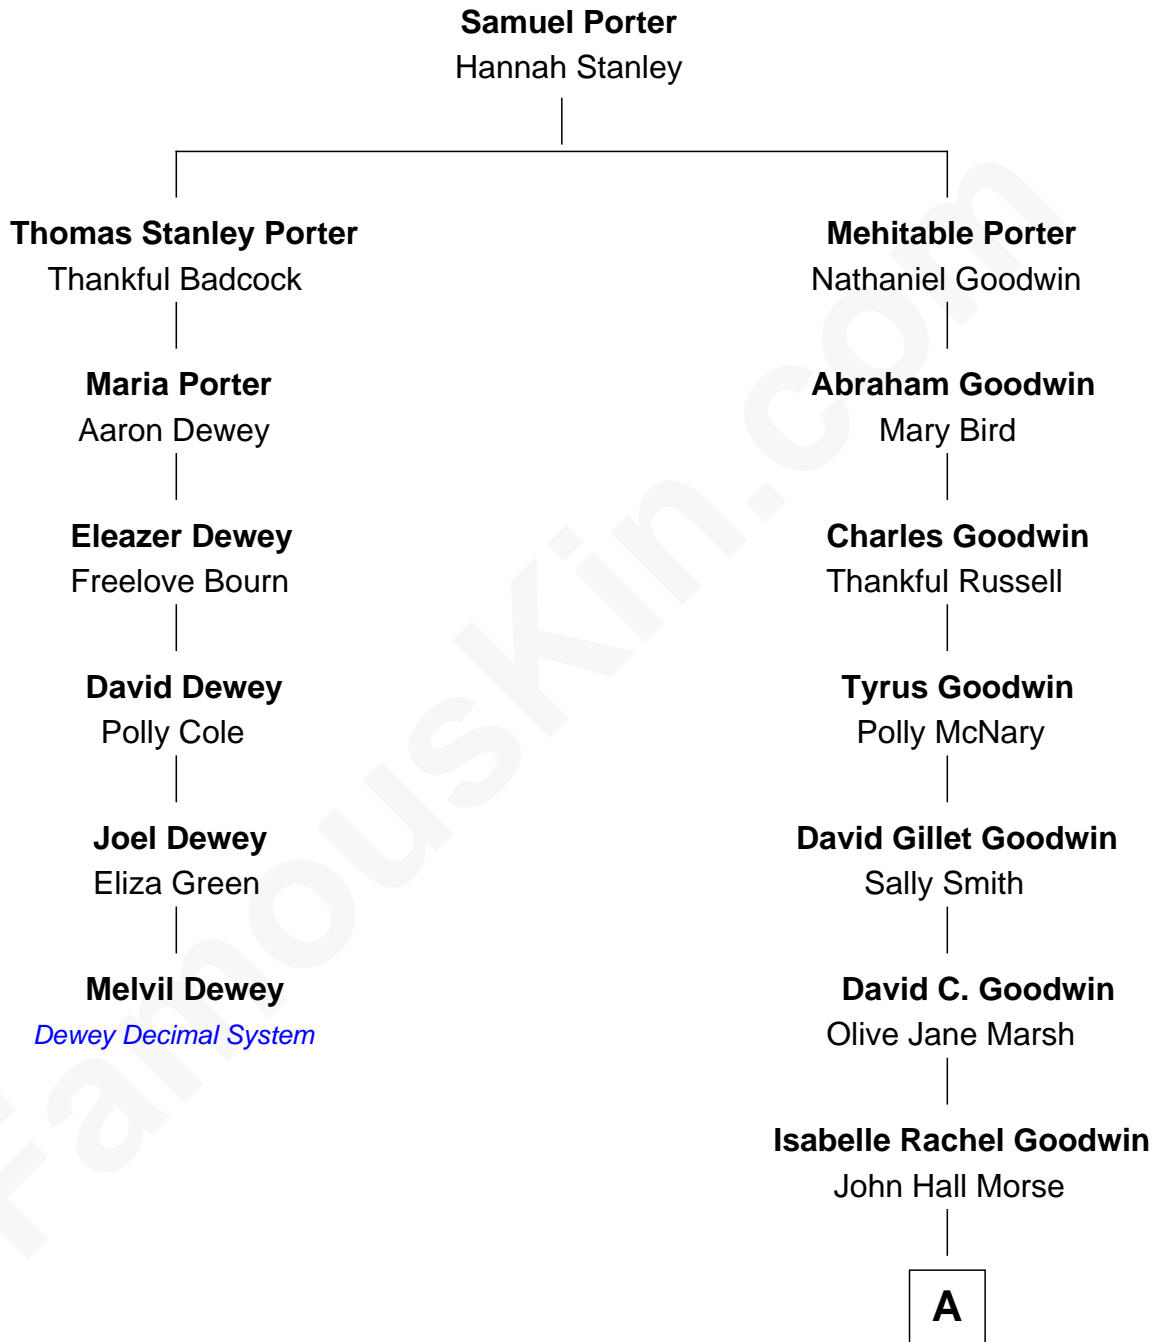 Samuel Porter
Hannah Stanley
Thomas Stanley Porter
Thankful Badcock
Mehitable Porter
Nathaniel Goodwin
Maria Porter
Aaron Dewey
Abraham Goodwin
Mary Bird
Eleazer Dewey
Freelove Bourn
Charles Goodwin
Thankful Russell
David Dewey
Polly Cole
Tyrus Goodwin
Polly McNary
Joel Dewey
Eliza Green
David Gillet Goodwin
Sally Smith
Melvil Dewey
Dewey Decimal System
David C. Goodwin
Olive Jane Marsh
Isabelle Rachel Goodwin
John Hall Morse
A
FamousKin.com